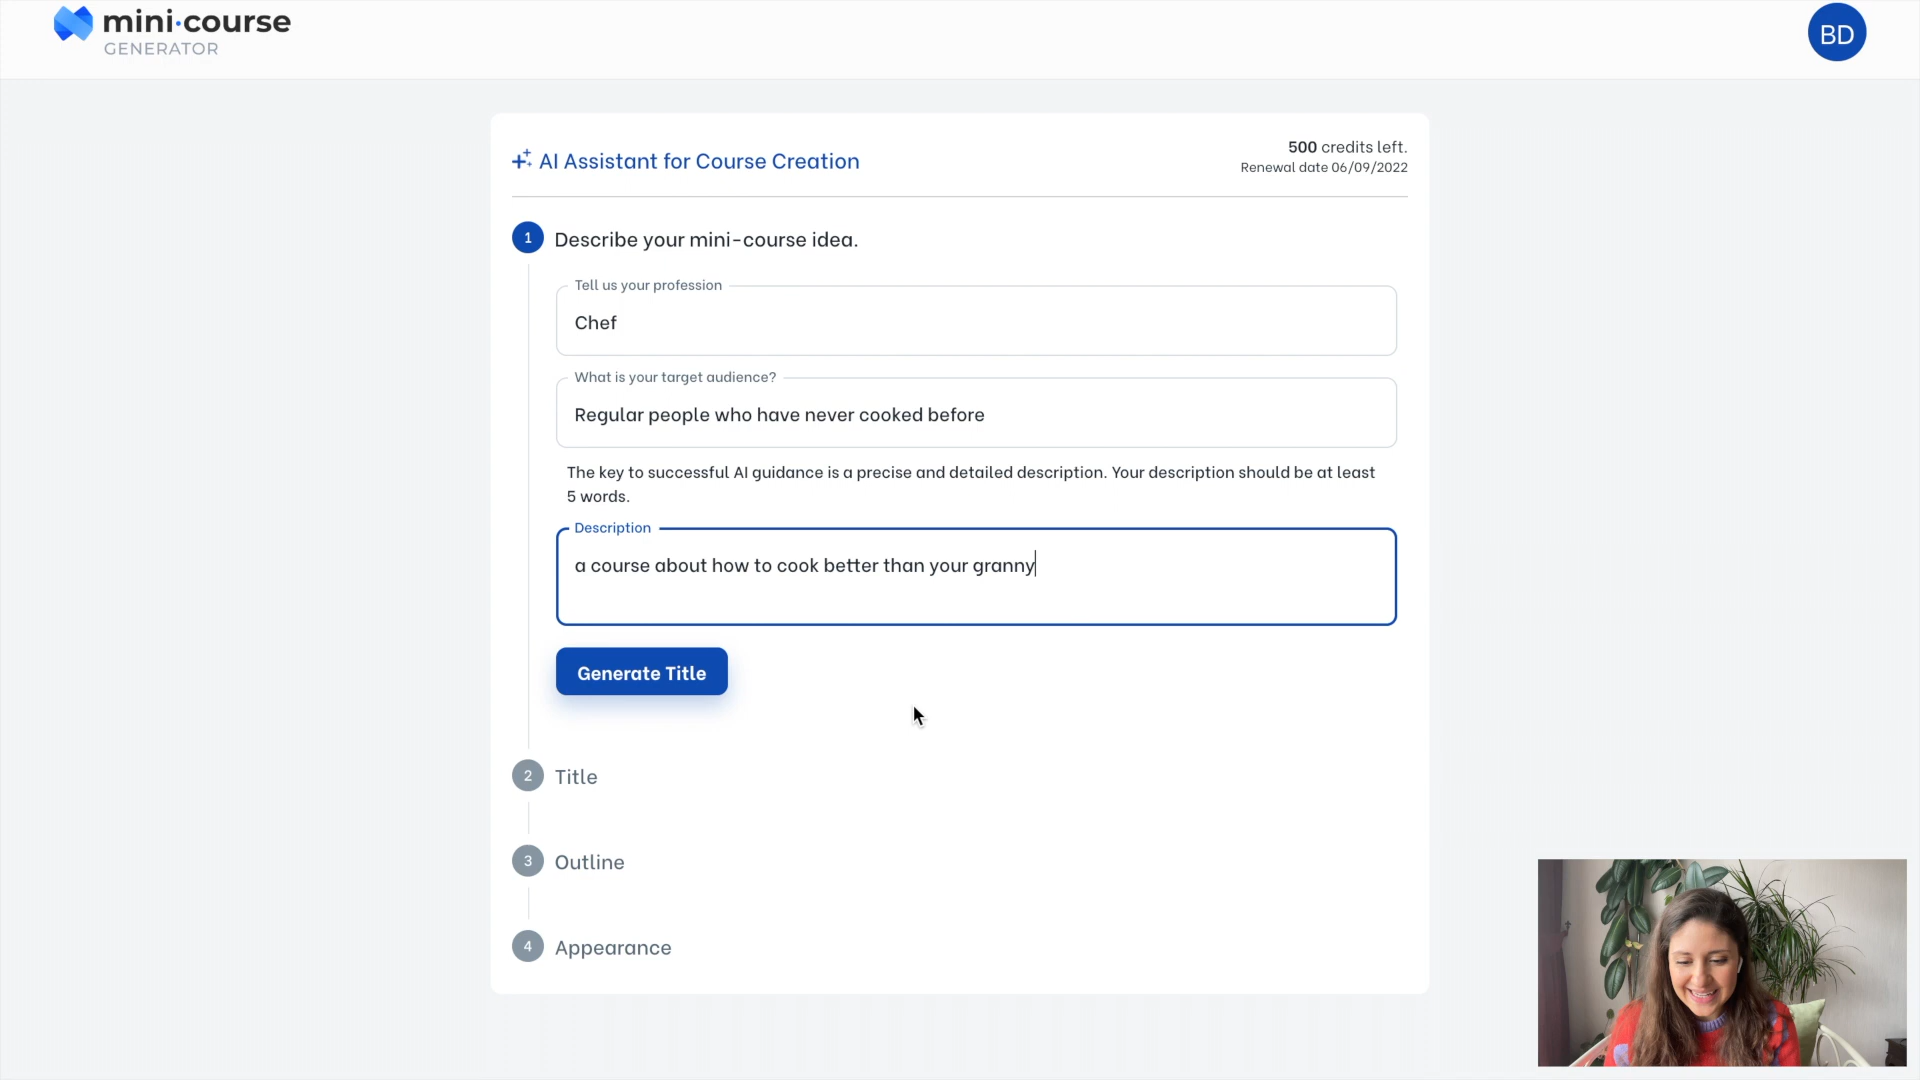 mini·course
GENERATOR
BD
AI Assistant for Course Creation
500 credits left.
Renewal date 06/09/2022
1 Describe your mini-course idea.
Tell us your profession
Chef
What is your target audience?
Regular people who have never cooked before
The key to successful AI guidance is a precise and detailed description. Your description should be at least
5 words.
Description
a course about how to cook better than your granny
Generate Title
2 Title
3 Outline
4 Appearance